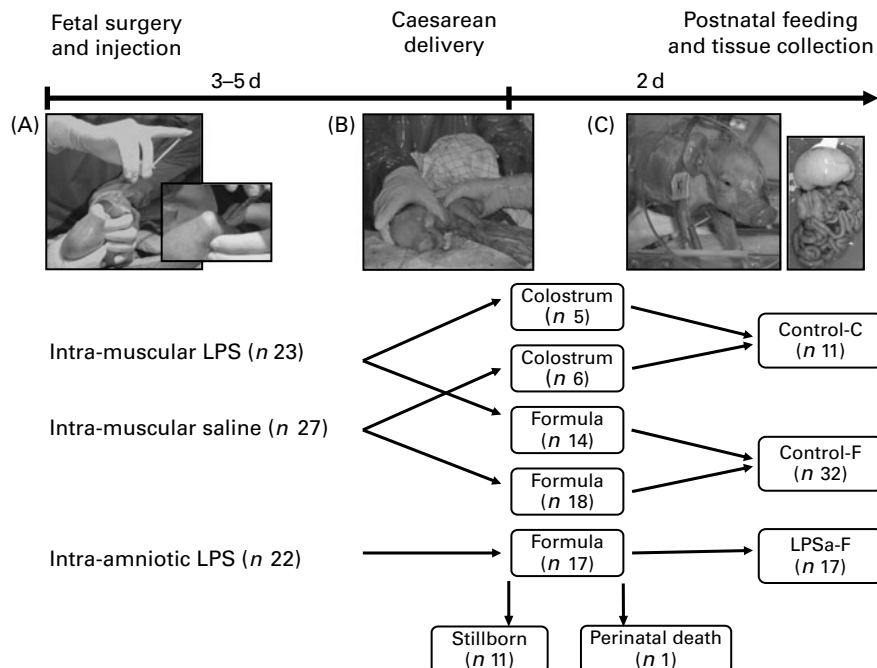 Fetal surgery
and injection
Caesarean
delivery
Postnatal feeding
and tissue collection
3–5 d
2 d
(A)
(B)
(C)
Intra-muscular LPS (n 23)
Intra-muscular saline (n 27)
Intra-amniotic LPS (n 22)
Colostrum
(n 5)
Colostrum
(n 6)
Formula
(n 14)
Formula
(n 18)
Formula
(n 17)
Control-C
(n 11)
Control-F
(n 32)
LPSa-F
(n 17)
Stillborn
(n 11)
Perinatal death
(n 1)